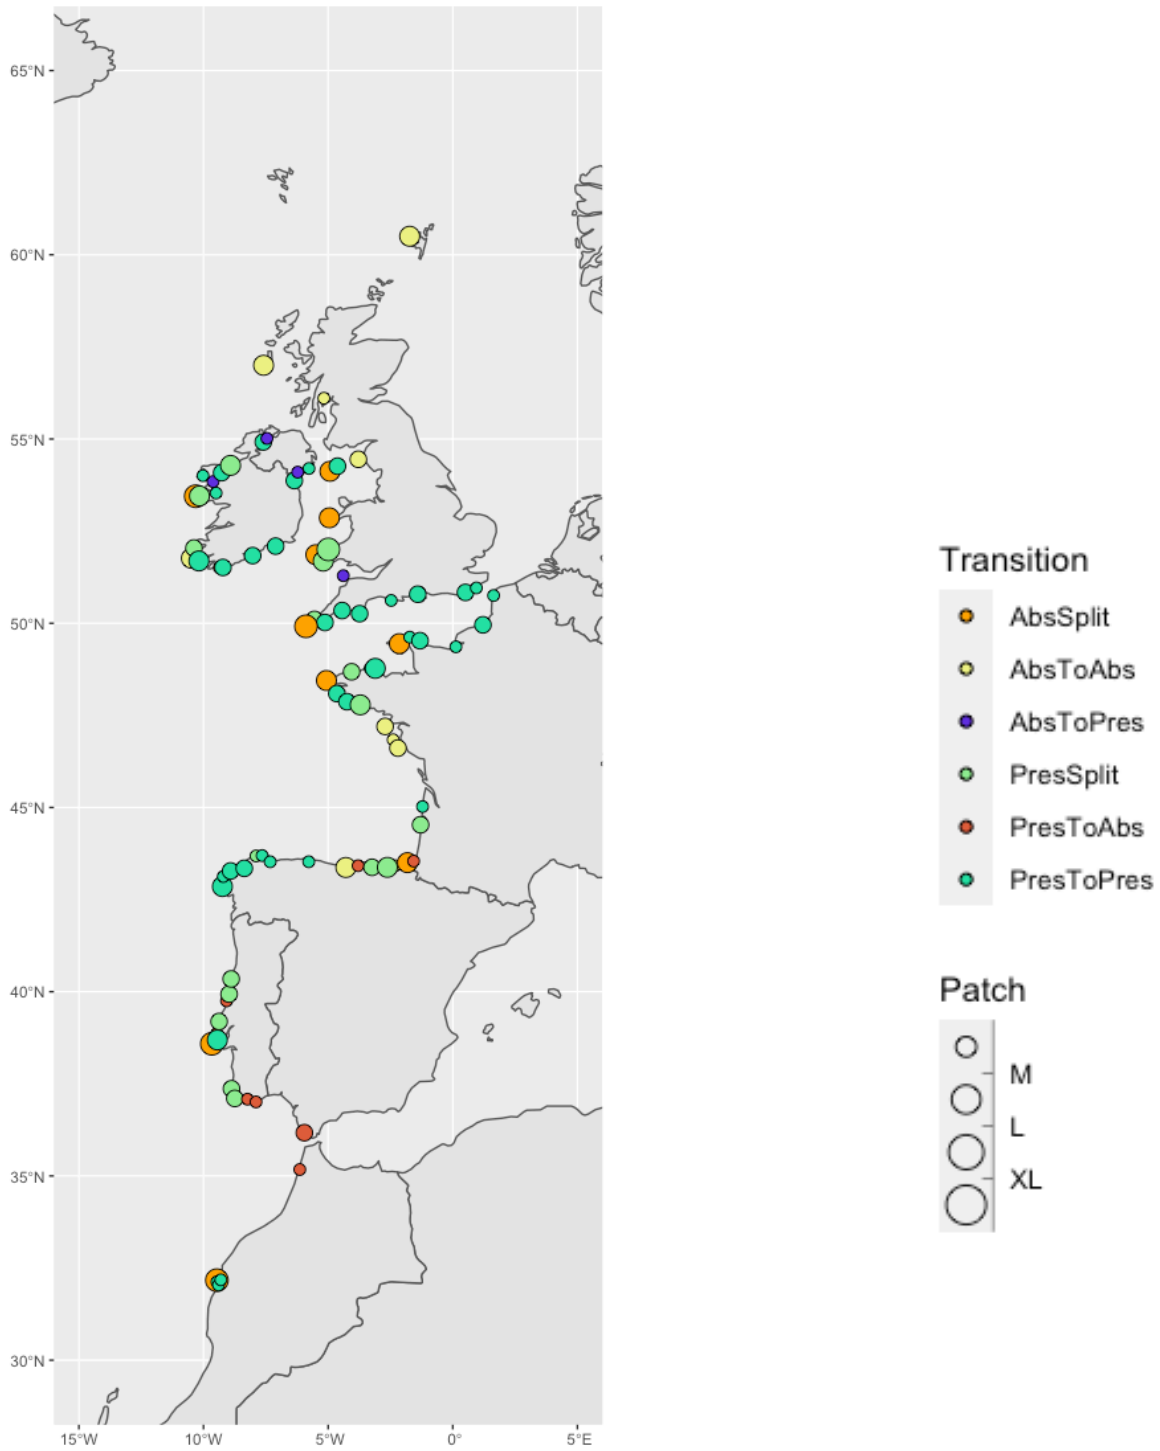 65°N
60°N
55°N
50°N
45°N
40°N
35°N
30°N
15°W 10°W 5°W 0° 5°E
Transition
AbsSplit
AbsToAbs
AbsToPres
PresSplit
PresToAbs
PresToPres
Patch
M
L
XL